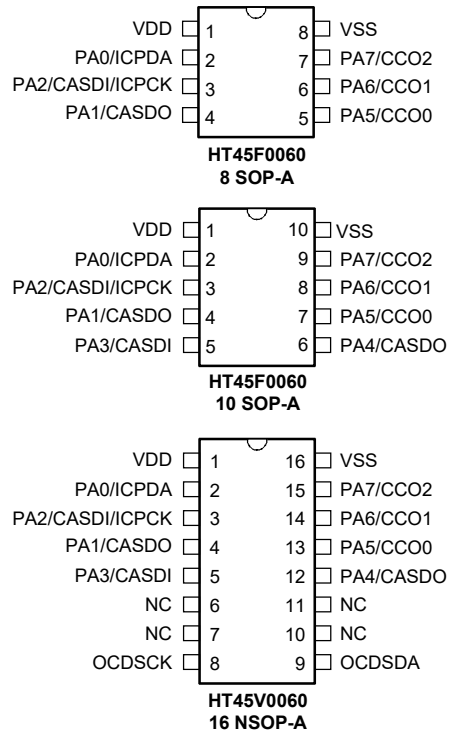 VDD 1 8 VSS
PA0/ICPDA 2 7 PA7/CCO2
PA2/CASDI/ICPCK 3 6 PA6/CCO1
PA1/CASDO 4 5 PA5/CCO0
HT45F0060
8 SOP-A
VDD 1 10 VSS
PA0/ICPDA 2 9 PA7/CCO2
PA2/CASDI/ICPCK 3 8 PA6/CCO1
PA1/CASDO 4 7 PA5/CCO0
PA3/CASDI 5 6 PA4/CASDO
HT45F0060
10 SOP-A
VDD 1 16 VSS
PA0/ICPDA 2 15 PA7/CCO2
PA2/CASDI/ICPCK 3 14 PA6/CCO1
PA1/CASDO 4 13 PA5/CCO0
PA3/CASDI 5 12 PA4/CASDO
NC 6 11 NC
NC 7 10 NC
OCDSCK 8 9 OCDSDA
HT45V0060
16 NSOP-A